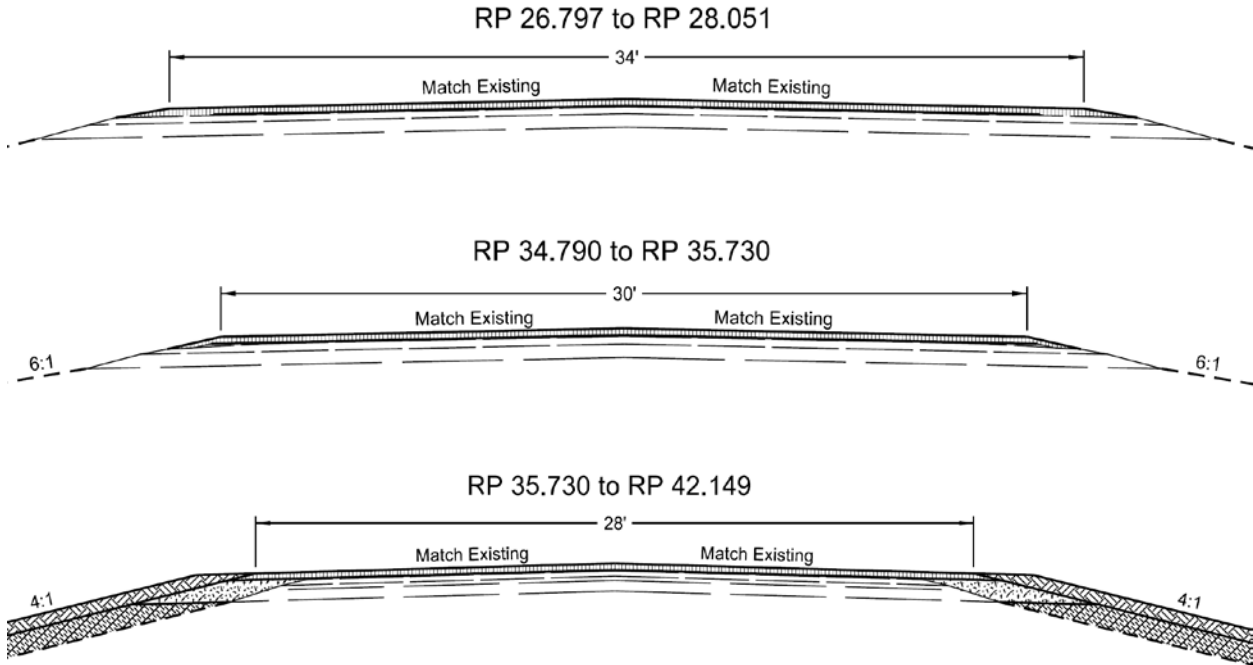 RP 26.797 to RP 28.051
34'
Match Existing Match Existing
RP 34.790 to RP 35.730
30'
Match Existing Match Existing
6:1 6:1
RP 35.730 to RP 42.149
28'
Match Existing Match Existing
4:1 4:1